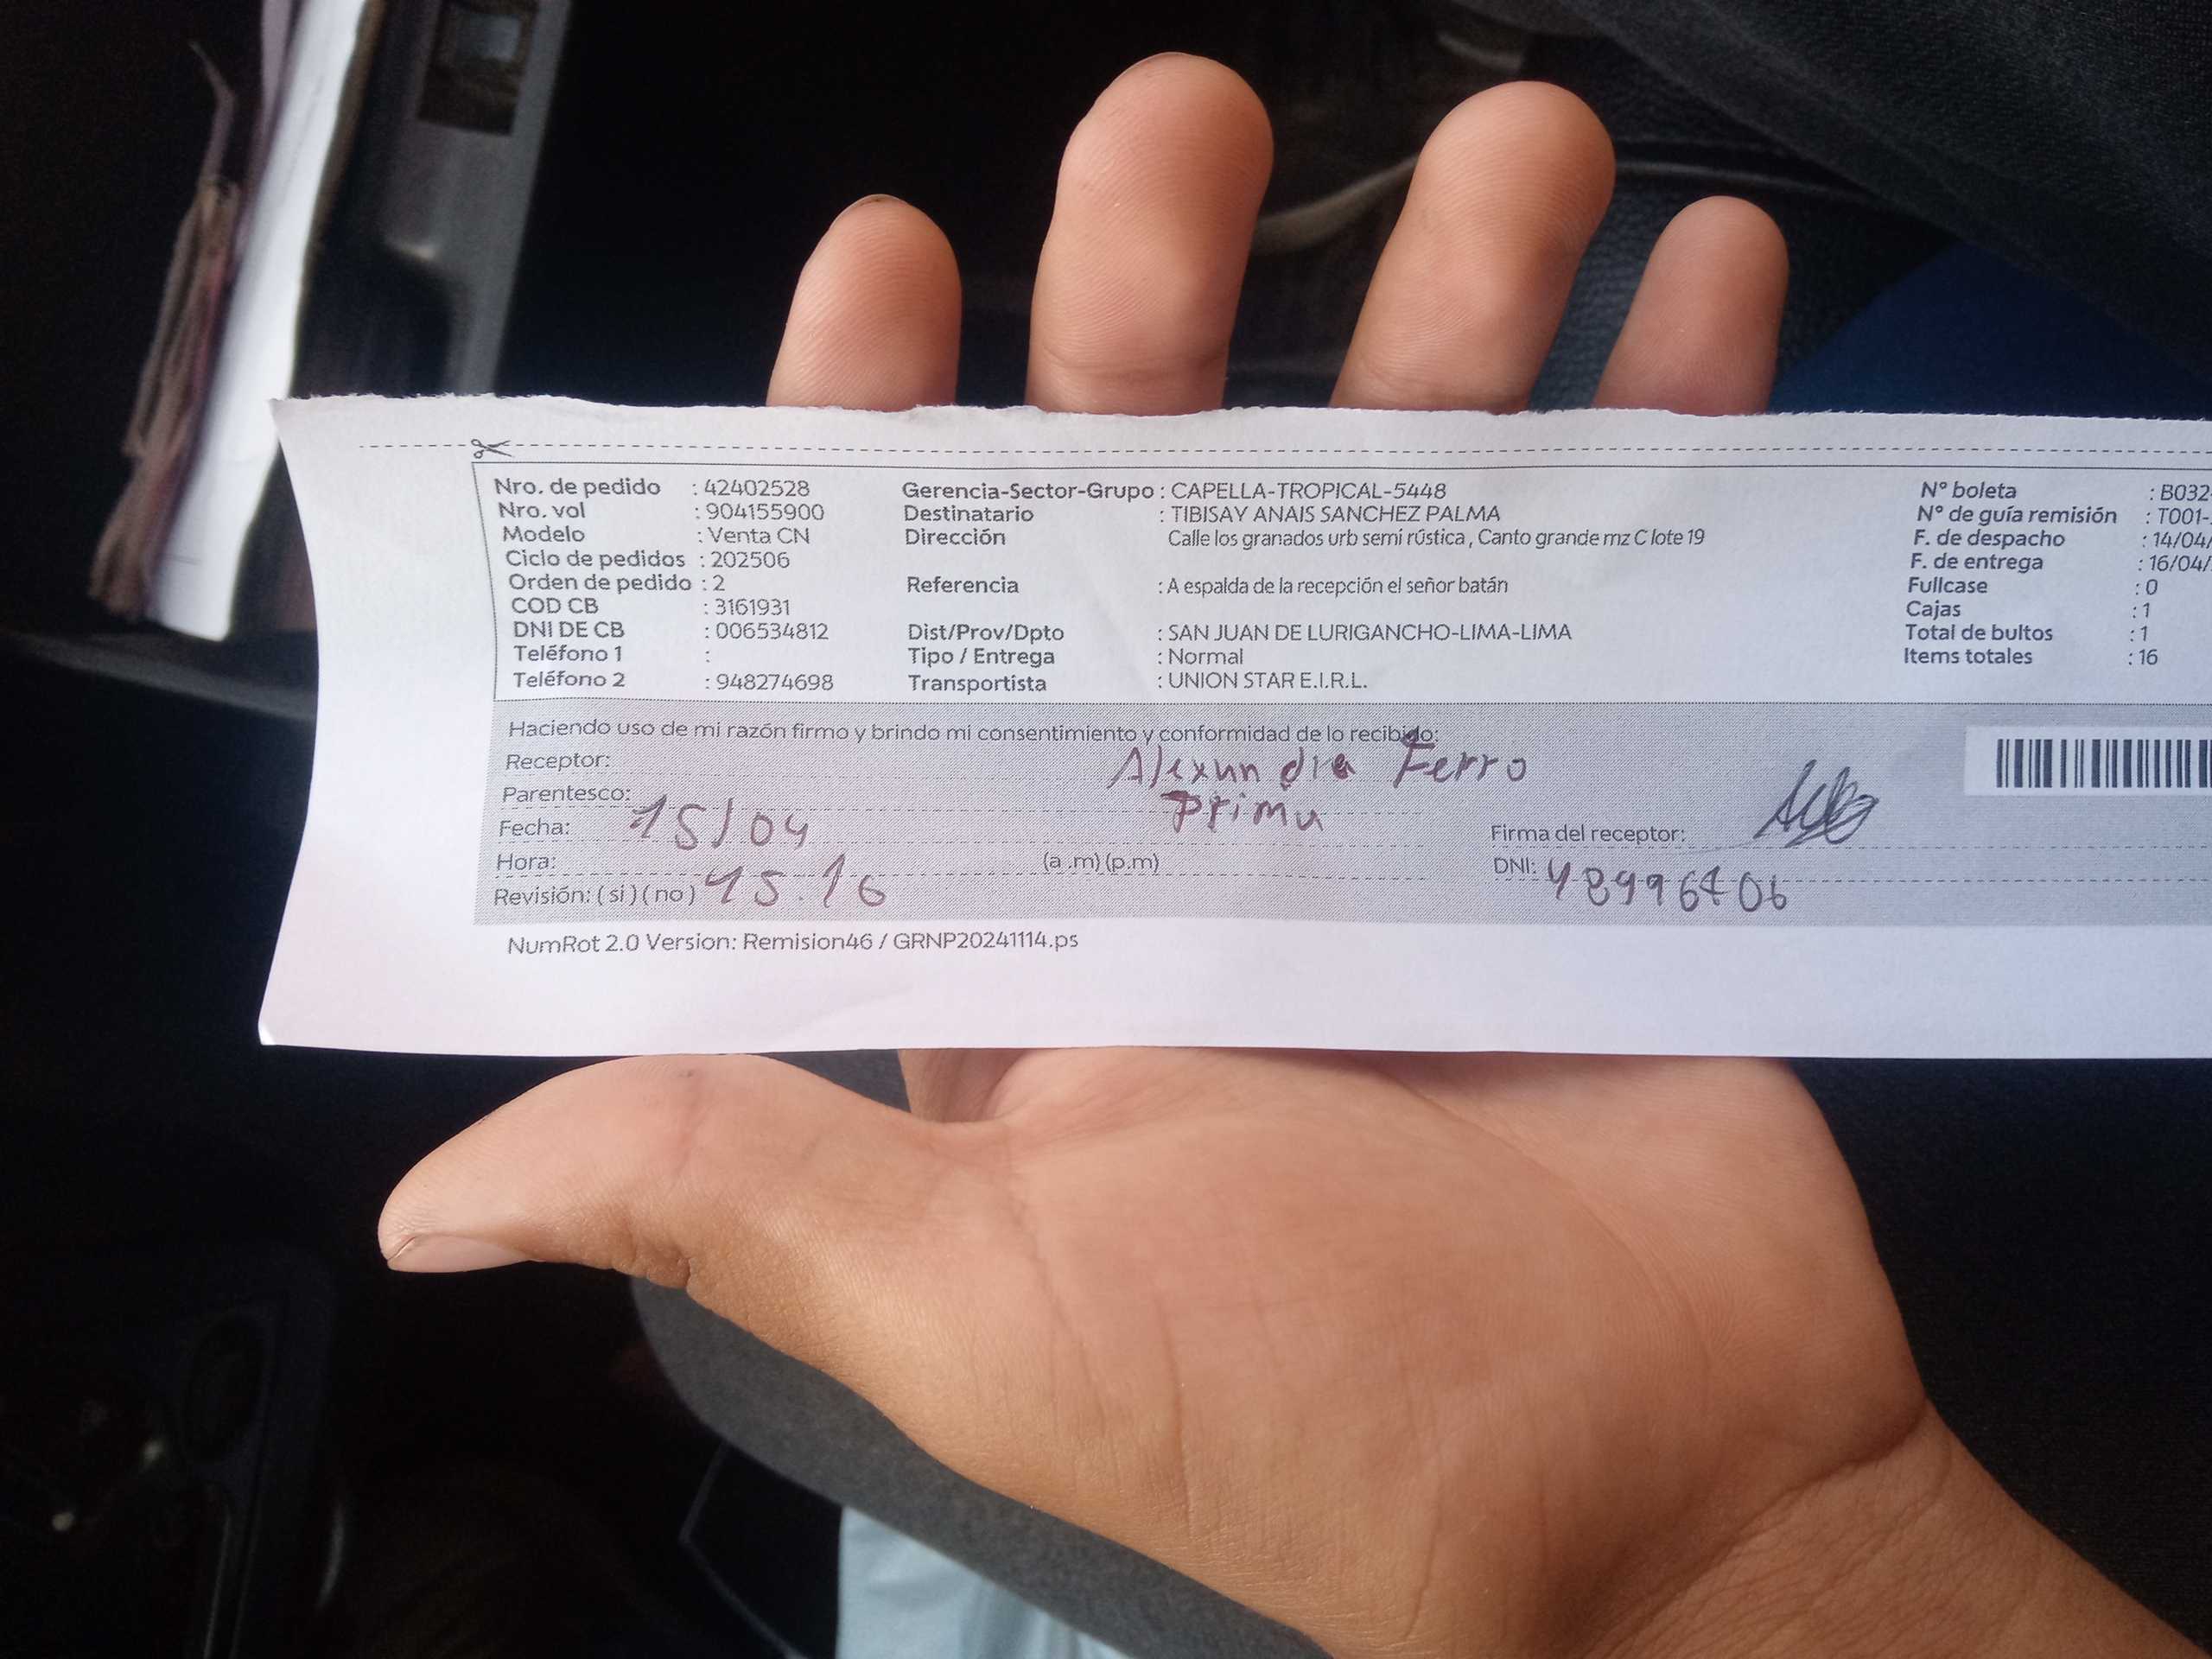 Nro. de pedido : 42402528
Nro. vol : 904155900
Modelo : Venta CN
Ciclo de pedidos : 202506
Orden de pedido : 2
COD CB : 3161931
DNI DE CB : 006534812
Teléfono 1 :
Teléfono 2 : 948274698
Gerencia-Sector-Grupo : CAPELLA-TROPICAL-5448
Destinatario : TIBISAY ANAIS SANCHEZ PALMA
Dirección Calle los granados urb semi rústica , Canto grande mz C lote 19
Referencia : A espalda de la recepción el señor batán
Dist/Prov/Dpto : SAN JUAN DE LURIGANCHO-LIMA-LIMA
Tipo / Entrega : Normal
Transportista : UNION STAR E.I.R.L.
N° boleta : B032-
N° de guía remisión : T001-
F. de despacho : 14/04/
F. de entrega : 16/04/
Fullcase : 0
Cajas : 1
Total de bultos : 1
Items totales : 16
Haciendo uso de mi razón firmo y brindo mi consentimiento y conformidad de lo recibido:
Receptor: Alexandra Ferro
Parentesco: Prima
Fecha: 15/04
Hora: (a .m) (p.m)
Revisión: ( si ) ( no ) 15.16
Firma del receptor:
DNI:
NumRot 2.0 Version: Remision46 / GRNP20241114.ps